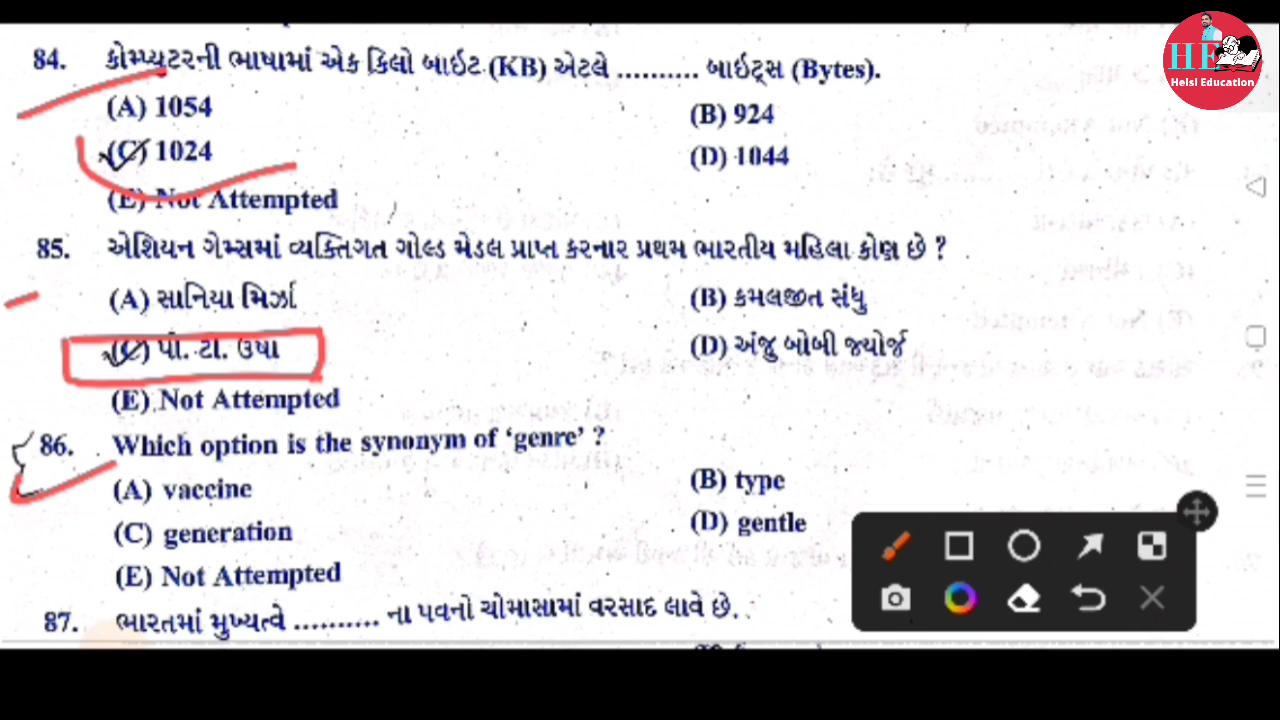 HE
Helsl Education
84. કોમ્પ્યુટરની ભાષામાં એક કિલો બાઈટ (KB) એટલે .......... બાઈટ્સ (Bytes).
(A) 1054
(B) 924
(C) 1024
(D) 1044
(E) Not Attempted
85. એશિયન ગેમ્સમાં વ્યક્તિગત ગોલ્ડ મેડલ પ્રાપ્ત કરનાર પ્રથમ ભારતીય મહિલા કોણ છે ?
(A) સાનિયા મિર્ઝા
(B) કમલજીત સંધુ
(C) પી. ટી. ઉષા
(D) અંજુ બોબી જ્યોર્જ
(E) Not Attempted
86. Which option is the synonym of ‘genre’ ?
(A) vaccine
(B) type
(C) generation
(D) gentle
(E) Not Attempted
87. ભારતમાં મુખ્યત્વે .......... ના પવનો ચોમાસામાં વરસાદ લાવે છે.